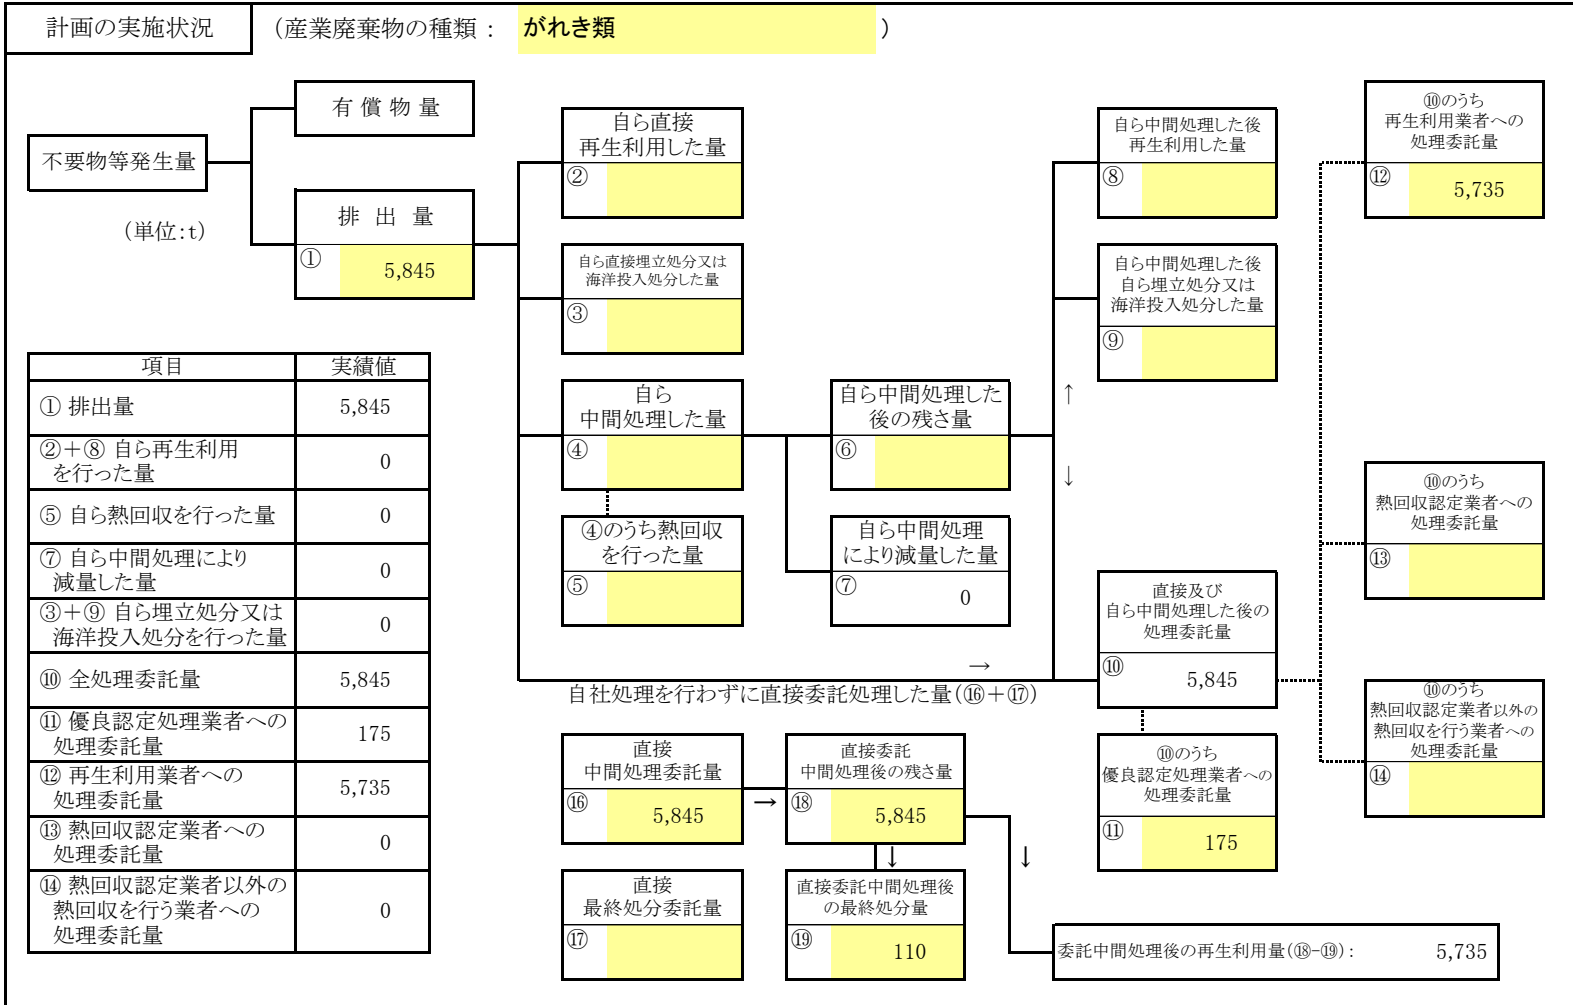 計画の実施状況
(産業廃棄物の種類： がれき類 )
不要物等発生量
(単位:t)
有 償 物 量
排 出 量
① 5,845
自ら直接
再生利用した量
②
自ら直接埋立処分又は
海洋投入処分した量
③
自ら
中間処理した量
④
④のうち熱回収
を行った量
⑤
自ら中間処理した
後の残さ量
⑥
自ら中間処理
により減量した量
⑦ 0
自ら中間処理した後
再生利用した量
⑧
自ら中間処理した後
自ら埋立処分又は
海洋投入処分した量
⑨
↑
↓
→
直接及び
自ら中間処理した後の
処理委託量
⑩ 5,845
⑩のうち
優良認定処理業者への
処理委託量
⑪ 175
⑩のうち
再生利用業者への
処理委託量
⑫ 5,735
⑩のうち
熱回収認定業者への
処理委託量
⑬
⑩のうち
熱回収認定業者以外の
熱回収を行う業者への
処理委託量
⑭
自社処理を行わずに直接委託処理した量(⑯＋⑰)
直接
中間処理委託量
⑯ 5,845
→
直接委託
中間処理後の残さ量
⑱ 5,845
↓
↓
直接
最終処分委託量
⑰
直接委託中間処理後
の最終処分量
⑲ 110
委託中間処理後の再生利用量(⑱-⑲)： 5,735
項目 実績値
① 排出量 5,845
②＋⑧ 自ら再生利用
を行った量 0
⑤ 自ら熱回収を行った量 0
⑦ 自ら中間処理により
減量した量 0
③＋⑨ 自ら埋立処分又は
海洋投入処分を行った量 0
⑩ 全処理委託量 5,845
⑪ 優良認定処理業者への
処理委託量 175
⑫ 再生利用業者への
処理委託量 5,735
⑬ 熱回収認定業者への
処理委託量 0
⑭ 熱回収認定業者以外の
熱回収を行う業者への 0
処理委託量